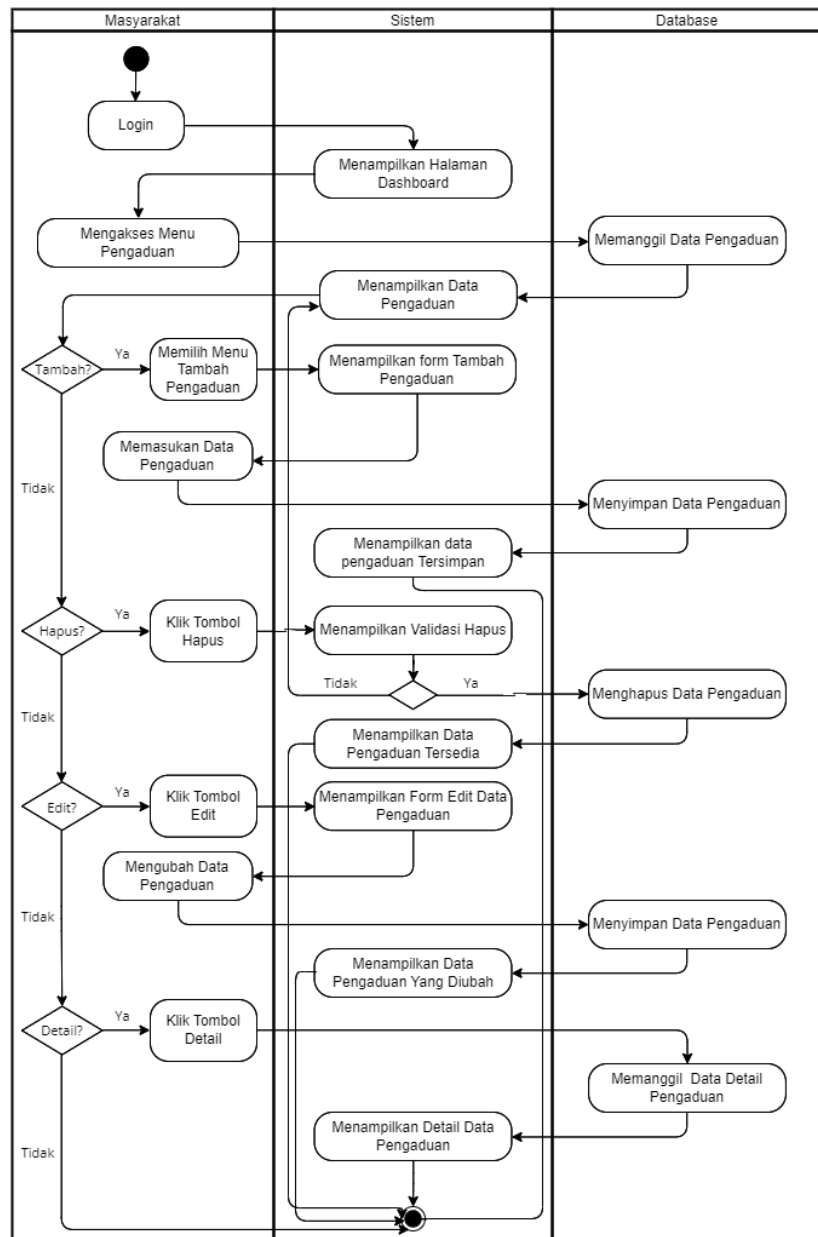 Masyarakat
Sistem
Database
Login
Menampilkan Halaman
Dashboard
Mengakses Menu
Pengaduan
Memanggil Data Pengaduan
Menampilkan Data
Pengaduan
Tambah?
Ya
Memilih Menu
Tambah
Pengaduan
Menampilkan form Tambah
Pengaduan
Memasukan Data
Pengaduan
Tidak
Menyimpan Data Pengaduan
Menampilkan data
pengaduan Tersimpan
Hapus?
Ya
Klik Tombol
Hapus
Menampilkan Validasi Hapus
Tidak
Ya
Menghapus Data Pengaduan
Tidak
Menampilkan Data
Pengaduan Tersedia
Edit?
Ya
Klik Tombol
Edit
Menampilkan Form Edit Data
Pengaduan
Mengubah Data
Pengaduan
Tidak
Menyimpan Data Pengaduan
Menampilkan Data
Pengaduan Yang Diubah
Detail?
Ya
Klik Tombol
Detail
Memanggil Data Detail
Pengaduan
Menampilkan Detail Data
Pengaduan
Tidak